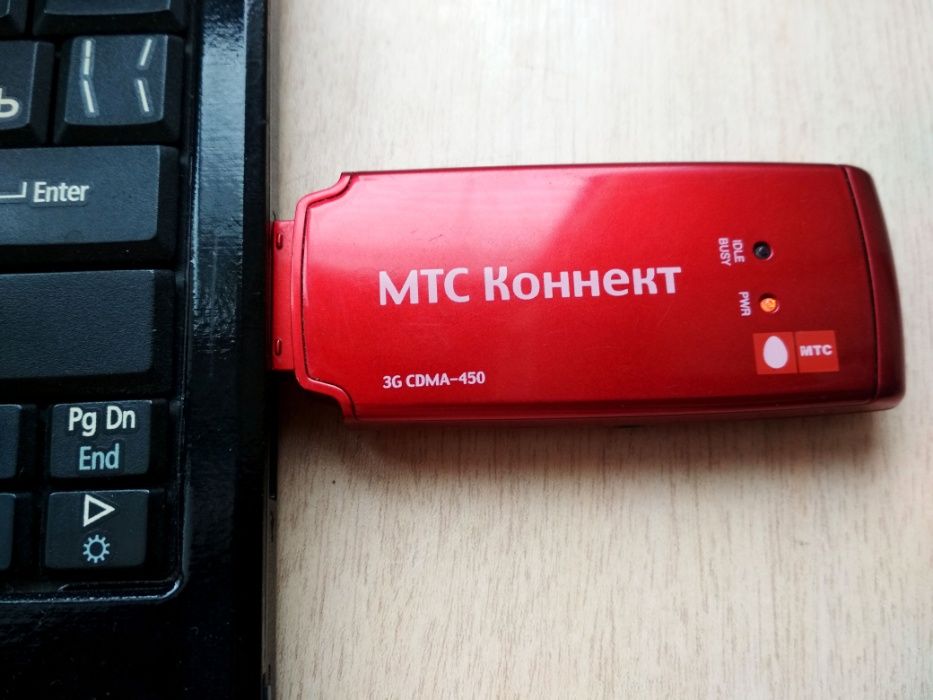 Ъ
Enter
Pg Dn
End
МТС Коннект
3G CDMA-450
IDLE
BUSY
PWR
МТС